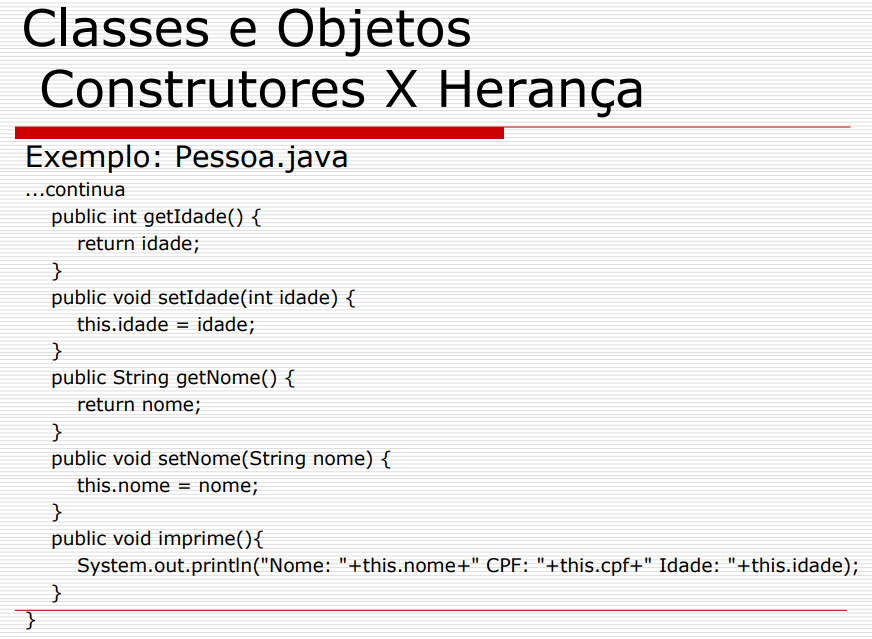 Classes e Objetos
Construtores X Herança
Exemplo: Pessoa.java
...continua
public int getIdade() {
return idade;
}
public void setIdade(int idade) {
this.idade = idade;
}
public String getNome() {
return nome;
}
public void setNome(String nome) {
this.nome = nome;
}
public void imprime(){
System.out.println("Nome: "+this.nome+" CPF: "+this.cpf+" Idade: "+this.idade);
}
}